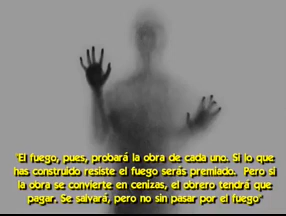 "El fuego, pues, probará la obra de cada uno. Si lo que
has construido resiste el fuego serás premiado.  Pero si
la obra se convierte en cenizas, el obrero tendrá que
pagar. Se salvará, pero no sin pasar por el fuego"